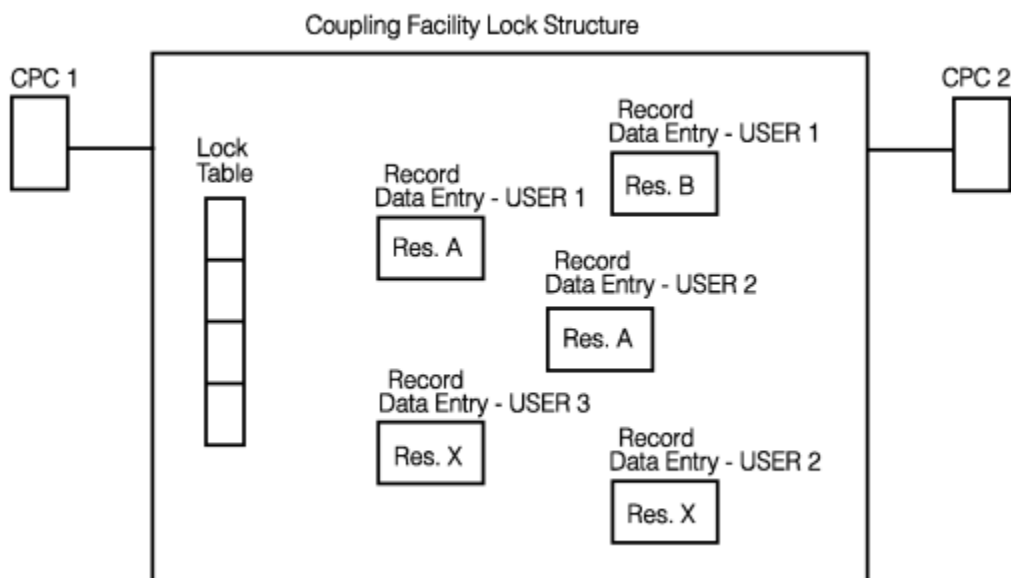 Coupling Facility Lock Structure
CPC 1
CPC 2
Lock
Table
Record
Data Entry - USER 1
Res. B
Record
Data Entry - USER 1
Res. A
Record
Data Entry - USER 2
Res. A
Record
Data Entry - USER 3
Res. X
Record
Data Entry - USER 2
Res. X